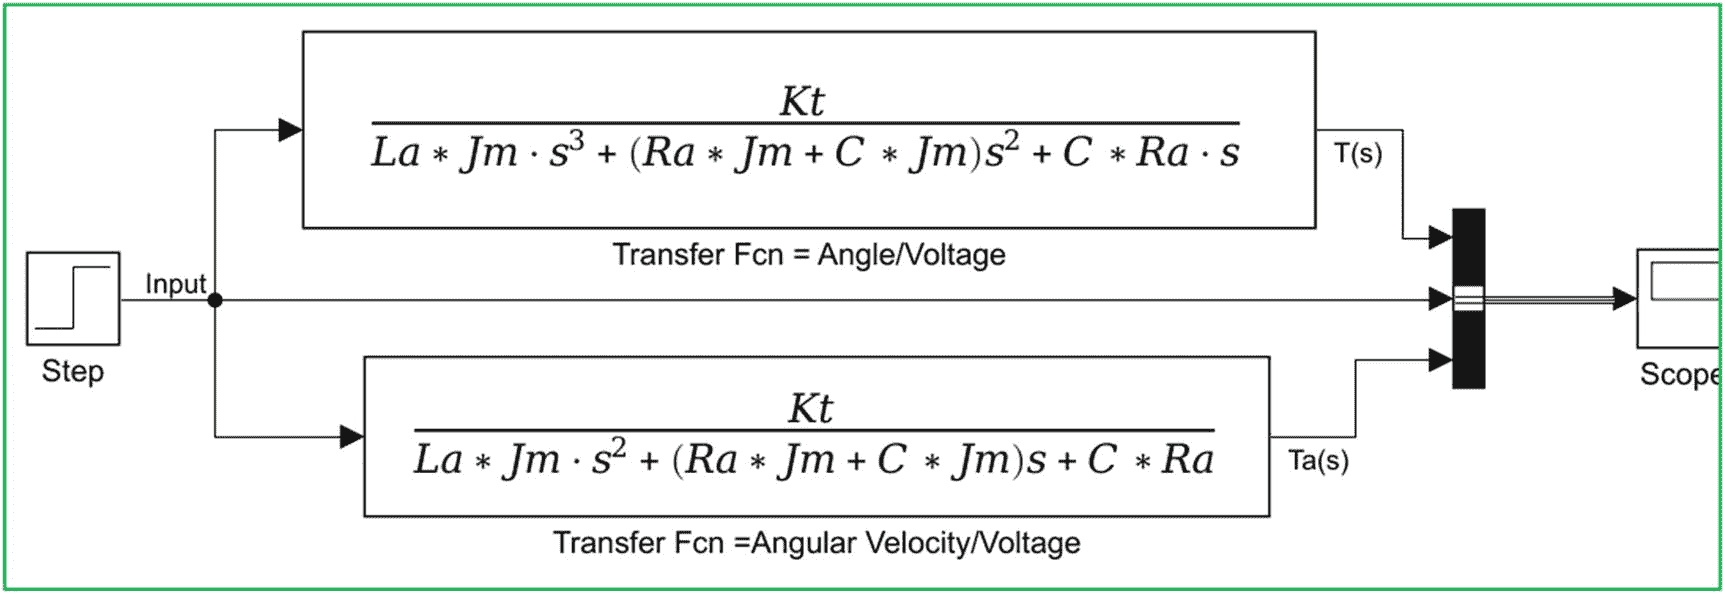 Kt
La * Jm · s³ + (Ra * Jm + C * Jm)s² + C * Ra · s
T(s)
Transfer Fcn = Angle/Voltage
Input
Step
Scope
Kt
La * Jm · s² + (Ra * Jm + C * Jm)s + C * Ra
Ta(s)
Transfer Fcn =Angular Velocity/Voltage